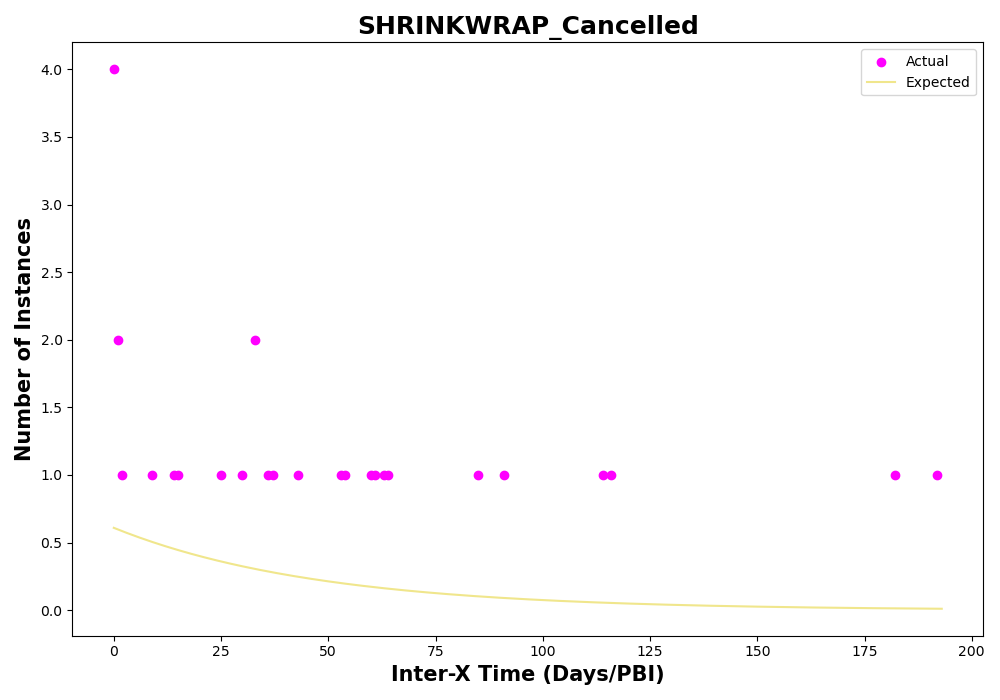 SHRINKWRAP_Cancelled
Actual
Expected
4.0
3.5
3.0
2.5
2.0
1.5
1.0
0.5
0.0
Number of Instances
0 25 50 75 100 125 150 175 200
Inter-X Time (Days/PBI)